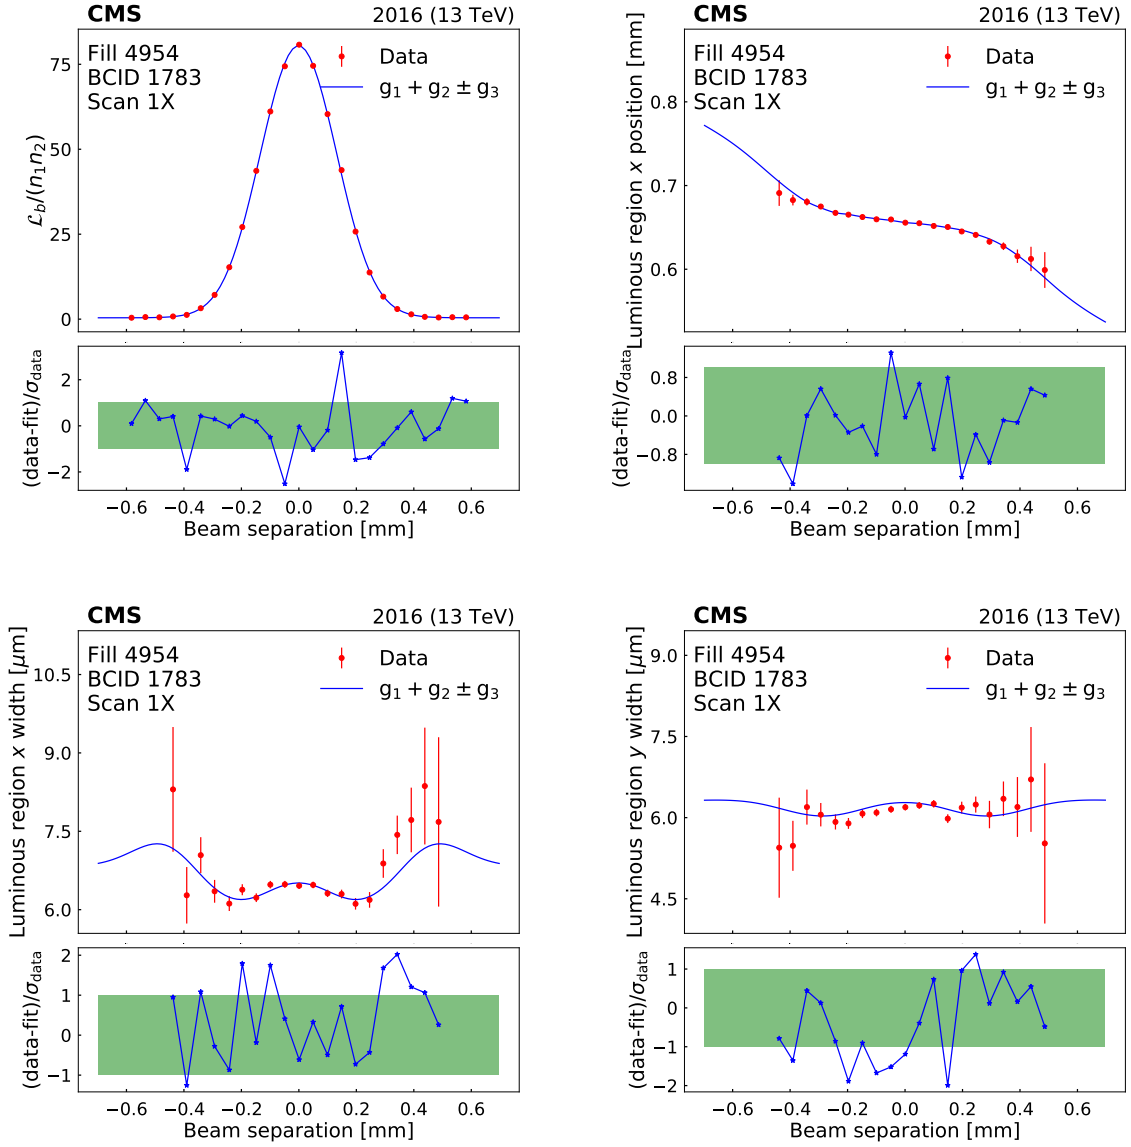 CMS 2016 (13 TeV)
Fill 4954
BCID 1783
Scan 1X
Data
g₁ + g₂ ± g₃
ℒ_b/(n₁n₂)
75
50
25
0
(data-fit)/σ_data
2
0
−2
−0.6 −0.4 −0.2 0.0 0.2 0.4 0.6
Beam separation [mm]
CMS 2016 (13 TeV)
Fill 4954
BCID 1783
Scan 1X
Data
g₁ + g₂ ± g₃
Luminous region x position [mm]
0.8
0.7
0.6
(data-fit)/σ_data
0.8
0.0
−0.8
−0.6 −0.4 −0.2 0.0 0.2 0.4 0.6
Beam separation [mm]
CMS 2016 (13 TeV)
Fill 4954
BCID 1783
Scan 1X
Data
g₁ + g₂ ± g₃
Luminous region x width [μm]
10.5
9.0
7.5
6.0
(data-fit)/σ_data
2
1
0
−1
−0.6 −0.4 −0.2 0.0 0.2 0.4 0.6
Beam separation [mm]
CMS 2016 (13 TeV)
Fill 4954
BCID 1783
Scan 1X
Data
g₁ + g₂ ± g₃
Luminous region y width [μm]
9.0
7.5
6.0
4.5
(data-fit)/σ_data
1
0
−1
−2
−0.6 −0.4 −0.2 0.0 0.2 0.4 0.6
Beam separation [mm]